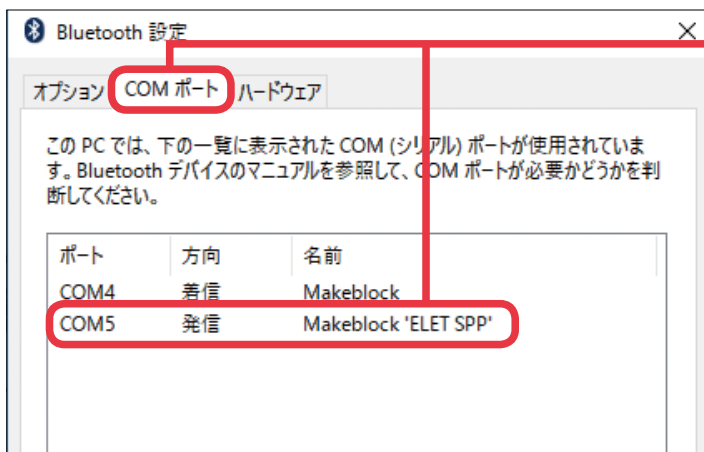 Bluetooth 設定
オプション COM ポート ハードウェア
この PC では、下の一覧に表示された COM (シリアル) ポートが使用されていま
す。Bluetooth デバイスのマニュアルを参照して、COM ポートが必要かどうかを判
断してください。
ポート 方向 名前
COM4 着信 Makeblock
COM5 発信 Makeblock 'ELET SPP'